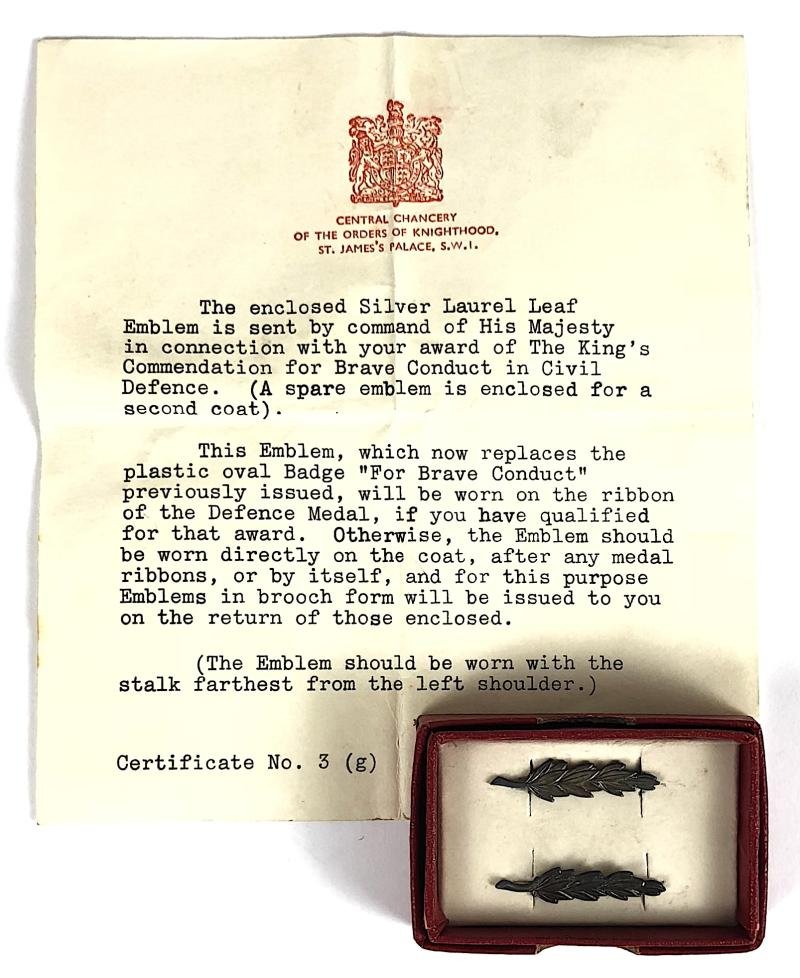 CENTRAL CHANCERY
OF THE ORDERS OF KNIGHTHOOD,
ST. JAMES'S PALACE, S.W.1.
The enclosed Silver Laurel Leaf
Emblem is sent by command of His Majesty
in connection with your award of The King's
Commendation for Brave Conduct in Civil
Defence. (A spare emblem is enclosed for a
second coat).
This Emblem, which now replaces the
plastic oval Badge "For Brave Conduct"
previously issued, will be worn on the ribbon
of the Defence Medal, if you have qualified
for that award. Otherwise, the Emblem should
be worn directly on the coat, after any medal
ribbons, or by itself, and for this purpose
Emblems in brooch form will be issued to you
on the return of those enclosed.
(The Emblem should be worn with the
stalk farthest from the left shoulder.)
Certificate No. 3 (g)